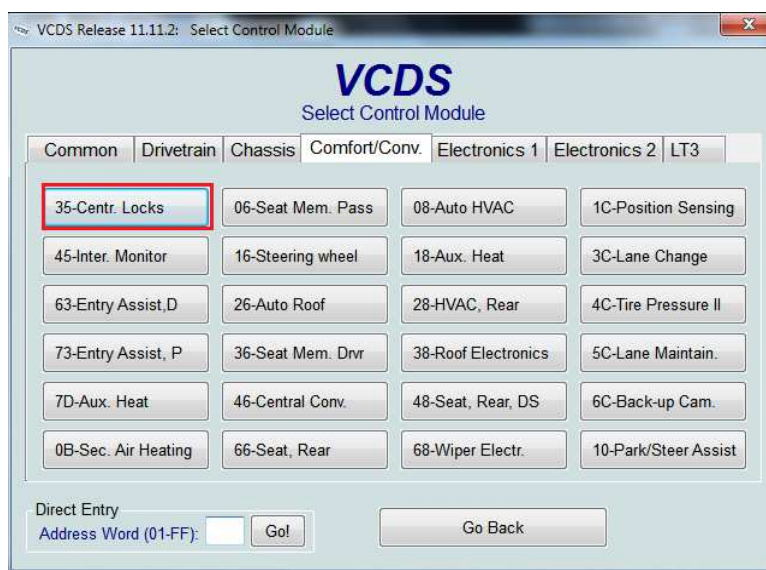 VCDS Release 11.11.2: Select Control Module
VCDS
Select Control Module
Common Drivetrain Chassis Comfort/Conv. Electronics 1 Electronics 2 LT3
35-Centr. Locks 06-Seat Mem. Pass 08-Auto HVAC 1C-Position Sensing
45-Inter. Monitor 16-Steering wheel 18-Aux. Heat 3C-Lane Change
63-Entry Assist,D 26-Auto Roof 28-HVAC, Rear 4C-Tire Pressure II
73-Entry Assist, P 36-Seat Mem. Drvr 38-Roof Electronics 5C-Lane Maintain.
7D-Aux. Heat 46-Central Conv. 48-Seat, Rear, DS 6C-Back-up Cam.
0B-Sec. Air Heating 66-Seat, Rear 68-Wiper Electr. 10-Park/Steer Assist
Direct Entry
Address Word (01-FF): Go! Go Back